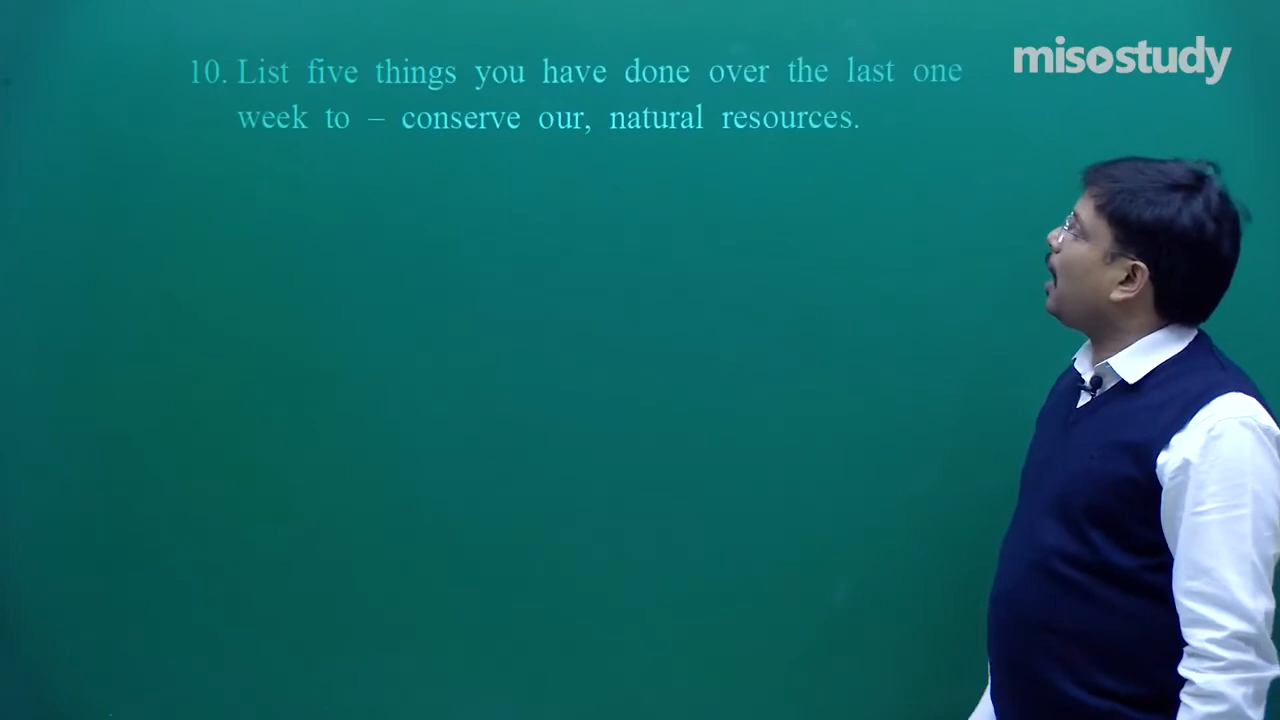 misostudy
10. List five things you have done over the last one
week to – conserve our, natural resources.